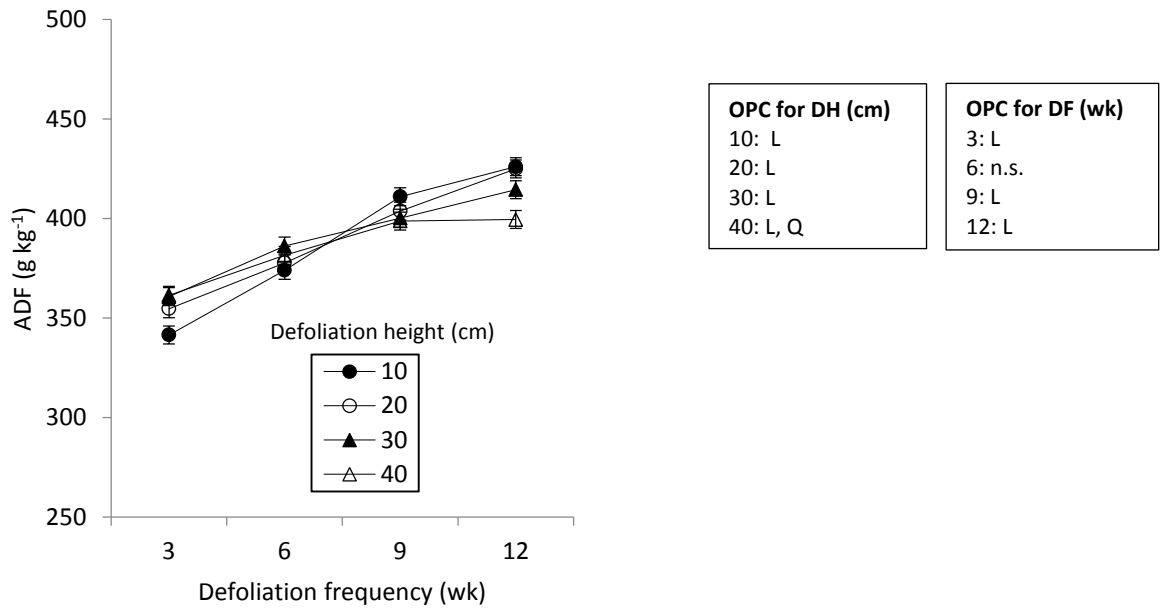 500
450
400
350
300
250
ADF (g kg⁻¹)
3 6 9 12
Defoliation frequency (wk)
Defoliation height (cm)
10
20
30
40
OPC for DH (cm)
10: L
20: L
30: L
40: L, Q
OPC for DF (wk)
3: L
6: n.s.
9: L
12: L